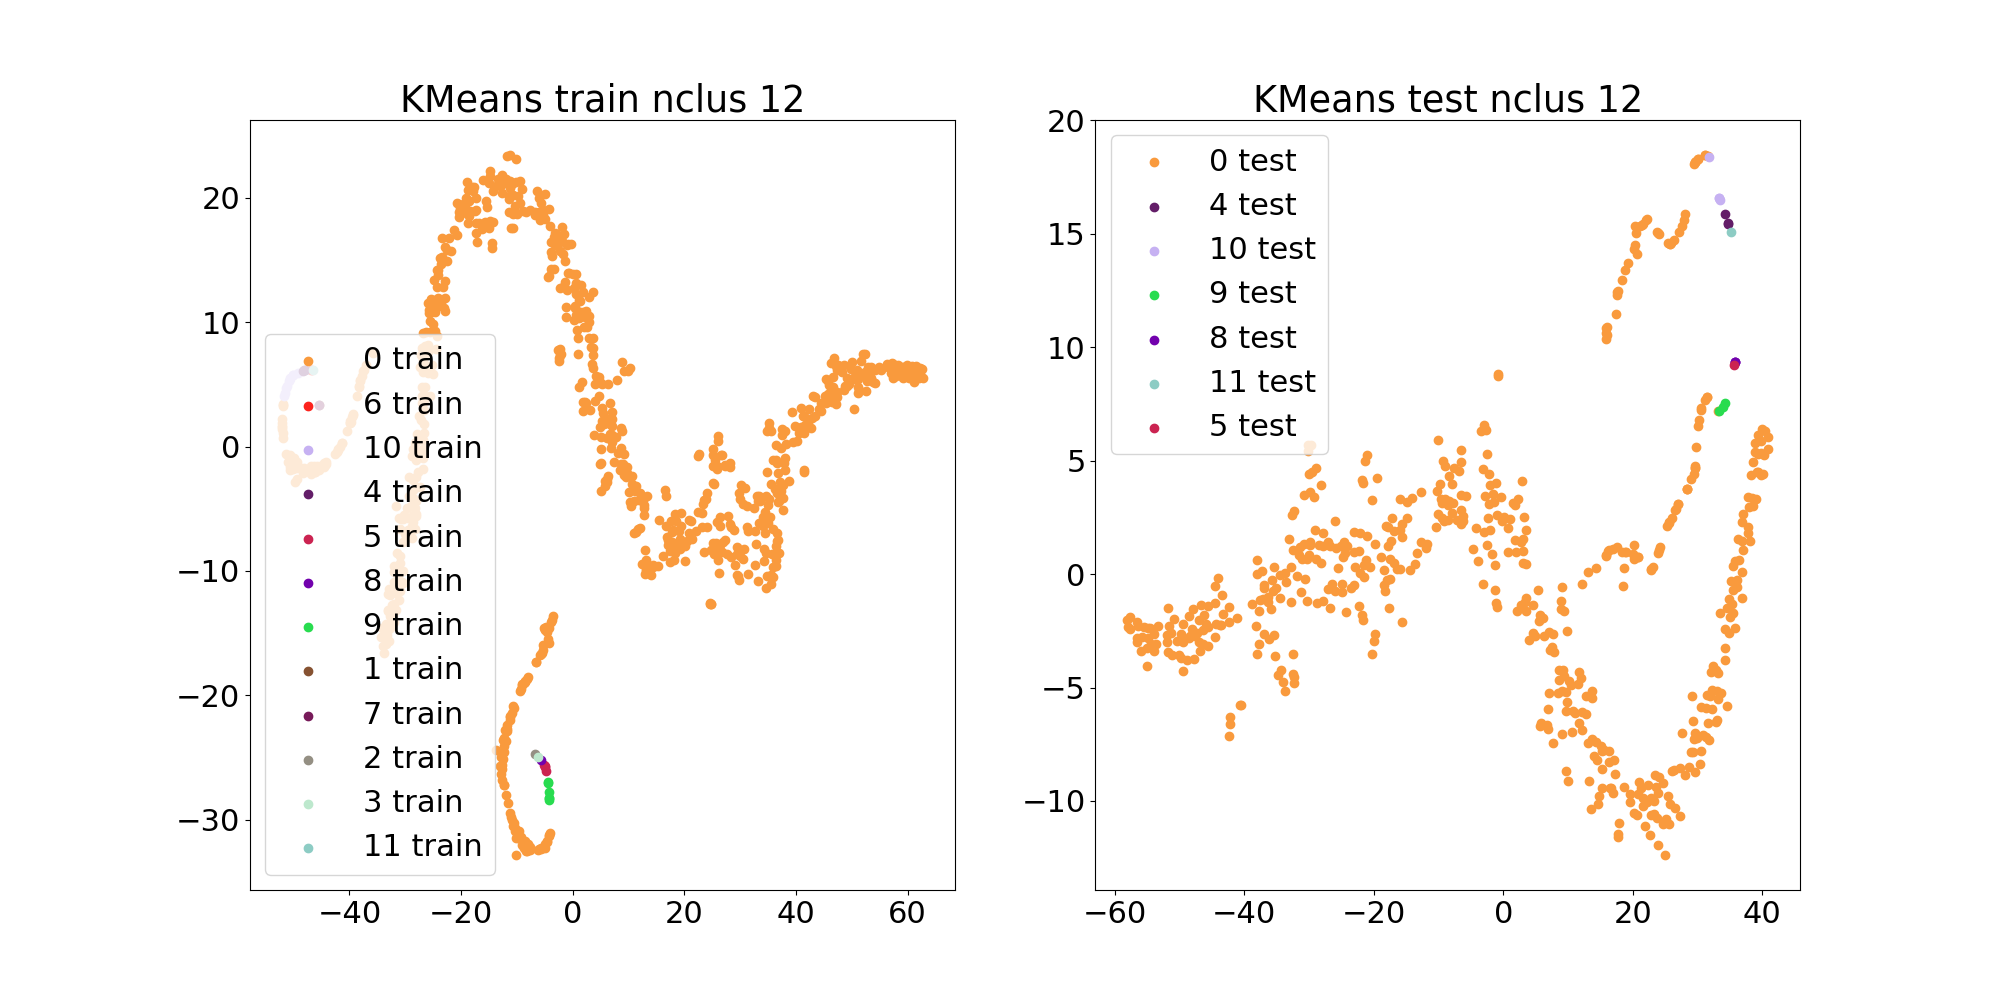 KMeans train nclus 12
20
10
0
−10
−20
−30
0 train
6 train
10 train
4 train
5 train
8 train
9 train
1 train
7 train
2 train
3 train
11 train
−40
−20
0
20
40
60
KMeans test nclus 12
20
15
10
5
0
−5
−10
0 test
4 test
10 test
9 test
8 test
11 test
5 test
−60
−40
−20
0
20
40